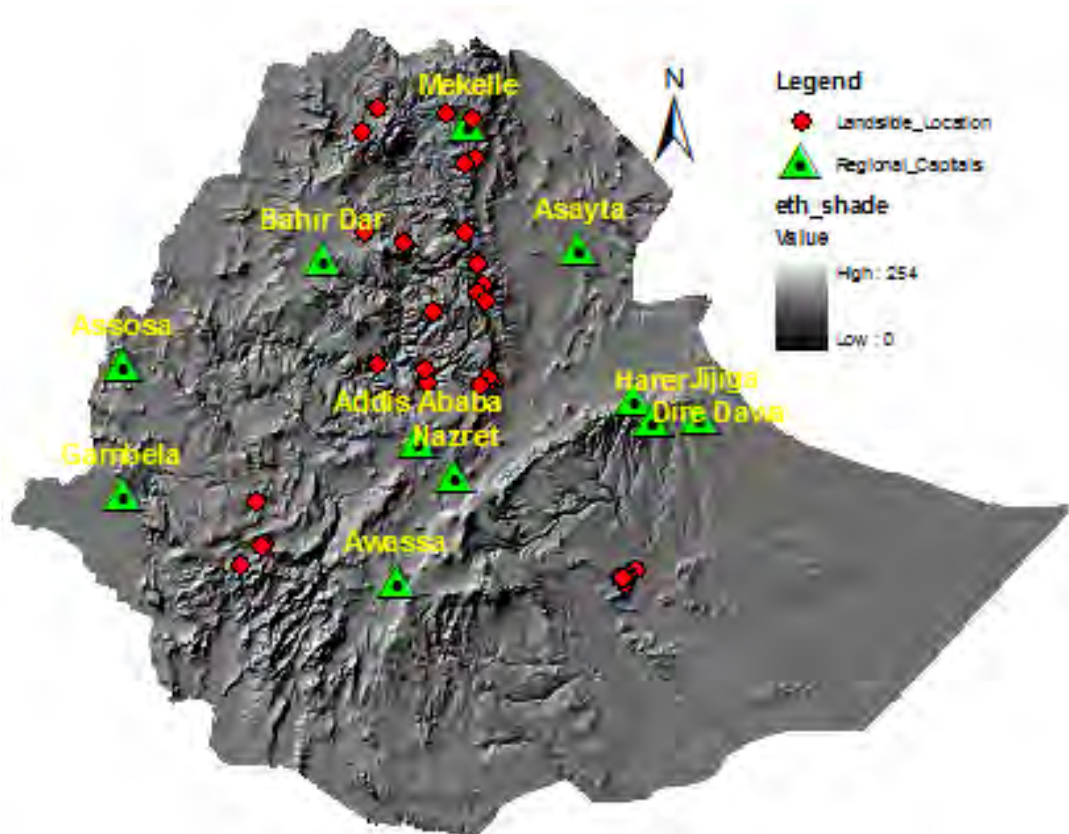 Mekelle
N
Legend
Landslide_Location
Regional_Capitals
eth_shade
Value
High : 254
Low : 0
Bahir Dar
Asayta
Assosa
Harer
Jijiga
Addis Ababa
Dire Dawa
Nazret
Gambela
Awassa